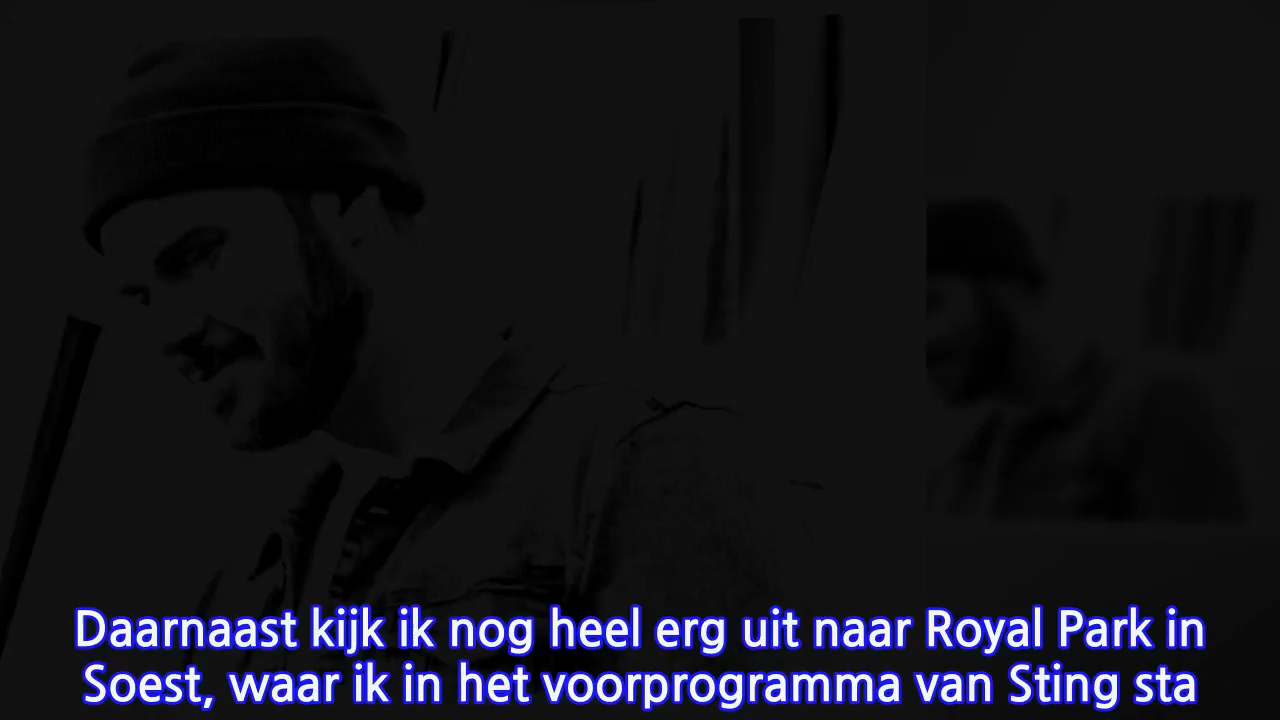 Daarnaast kijk ik nog heel erg uit naar Royal Park in
Soest, waar ik in het voorprogramma van Sting sta